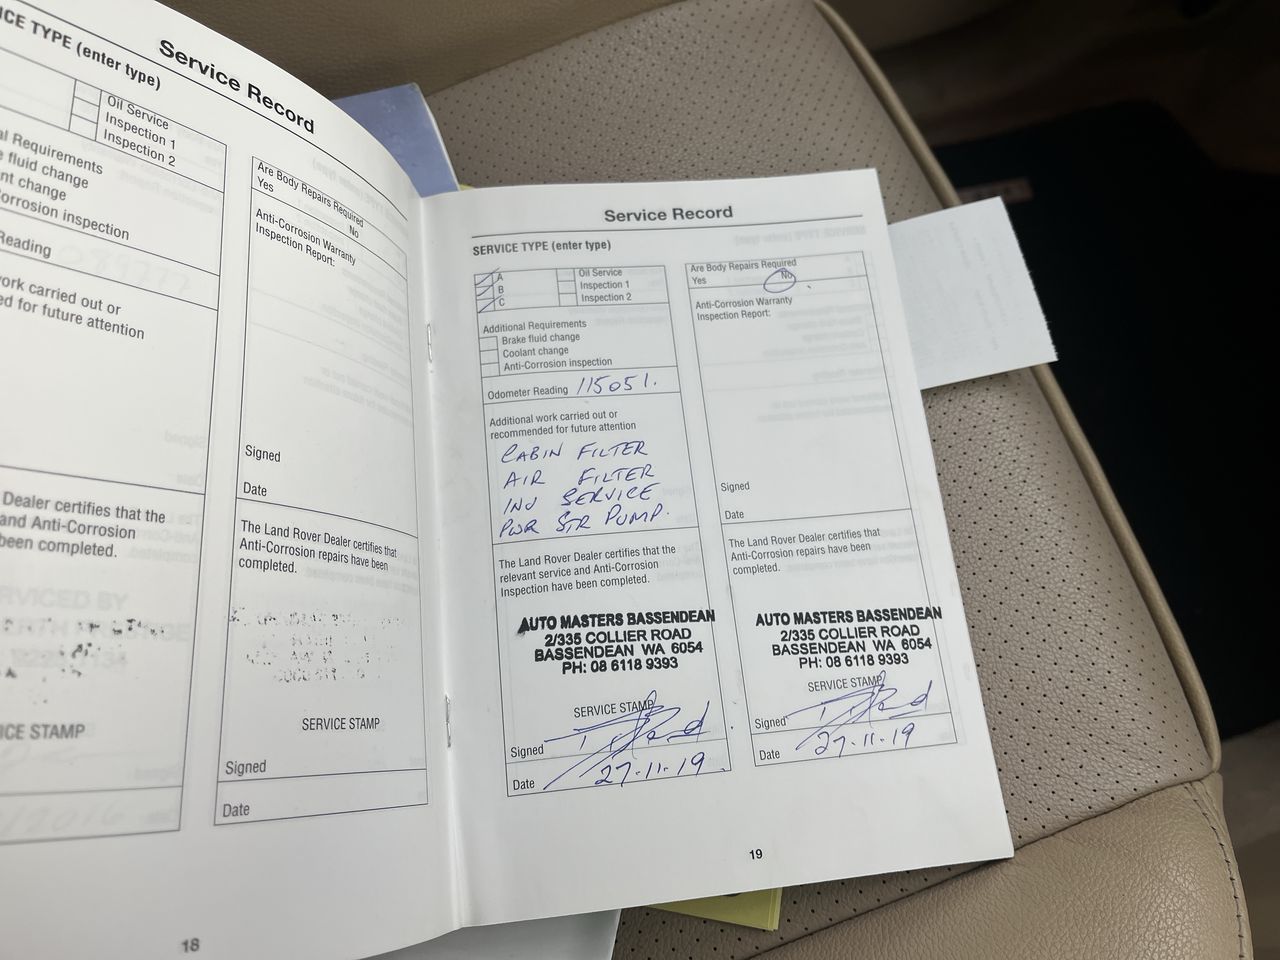 ICE TYPE (enter type)
Service Record
Oil Service
Inspection 1
Inspection 2
al Requirements
fluid change
nt change
orrosion inspection
Reading
089777
ork carried out or
ed for future attention
Dealer certifies that the
and Anti-Corrosion
been completed.
ICE STAMP
Are Body Repairs Required
Yes No
Anti-Corrosion Warranty
Inspection Report:
Signed
Date
The Land Rover Dealer certifies that
Anti-Corrosion repairs have been
completed.
SERVICE STAMP
Signed
Date
18
Service Record
SERVICE TYPE (enter type)
A Oil Service
B Inspection 1
C Inspection 2
Additional Requirements
Brake fluid change
Coolant change
Anti-Corrosion inspection
Odometer Reading 115051.
Additional work carried out or
recommended for future attention
CABIN FILTER
AIR FILTER
INJ SERVICE
PWR STR PUMP.
The Land Rover Dealer certifies that the
relevant service and Anti-Corrosion
Inspection have been completed.
AUTO MASTERS BASSENDEAN
2/335 COLLIER ROAD
BASSENDEAN WA 6054
PH: 08 6118 9393
SERVICE STAMP
Signed
Date 27.11.19.
Are Body Repairs Required
Yes No
Anti-Corrosion Warranty
Inspection Report:
Signed
Date
The Land Rover Dealer certifies that
Anti-Corrosion repairs have been
completed.
AUTO MASTERS BASSENDEAN
2/335 COLLIER ROAD
BASSENDEAN WA 6054
PH: 08 6118 9393
SERVICE STAMP
Signed
Date 27.11.19
19